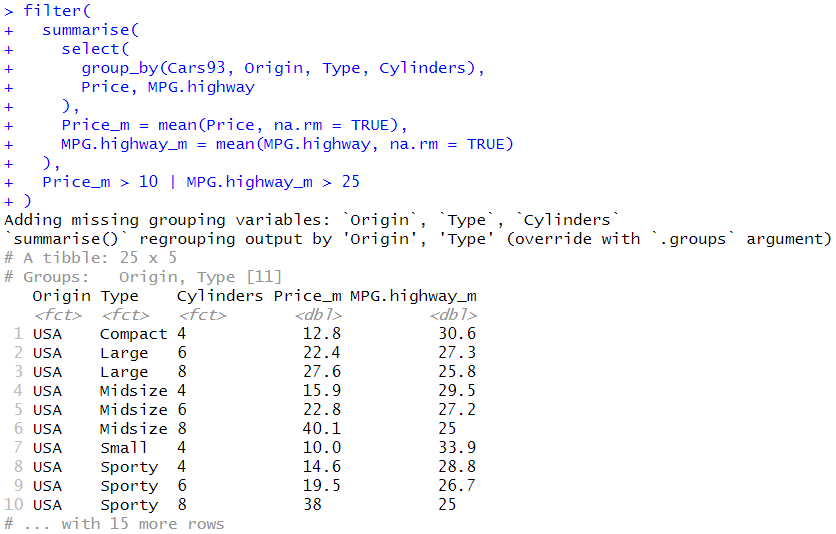 > filter(
+   summarise(
+     select(
+       group_by(Cars93, Origin, Type, Cylinders),
+       Price, MPG.highway
+     ),
+     Price_m = mean(Price, na.rm = TRUE),
+     MPG.highway_m = mean(MPG.highway, na.rm = TRUE)
+   ),
+   Price_m > 10 | MPG.highway_m > 25
+ )
Adding missing grouping variables: `Origin`, `Type`, `Cylinders`
`summarise()` regrouping output by 'Origin', 'Type' (override with `.groups` argument)
# A tibble: 25 x 5
# Groups:   Origin, Type [11]
   Origin Type    Cylinders Price_m MPG.highway_m
   <fct>  <fct>   <fct>       <dbl>         <dbl>
 1 USA    Compact 4            12.8          30.6
 2 USA    Large   6            22.4          27.3
 3 USA    Large   8            27.6          25.8
 4 USA    Midsize 4            15.9          29.5
 5 USA    Midsize 6            22.8          27.2
 6 USA    Midsize 8            40.1          25
 7 USA    Small   4            10.0          33.9
 8 USA    Sporty  4            14.6          28.8
 9 USA    Sporty  6            19.5          26.7
10 USA    Sporty  8            38            25
# ... with 15 more rows